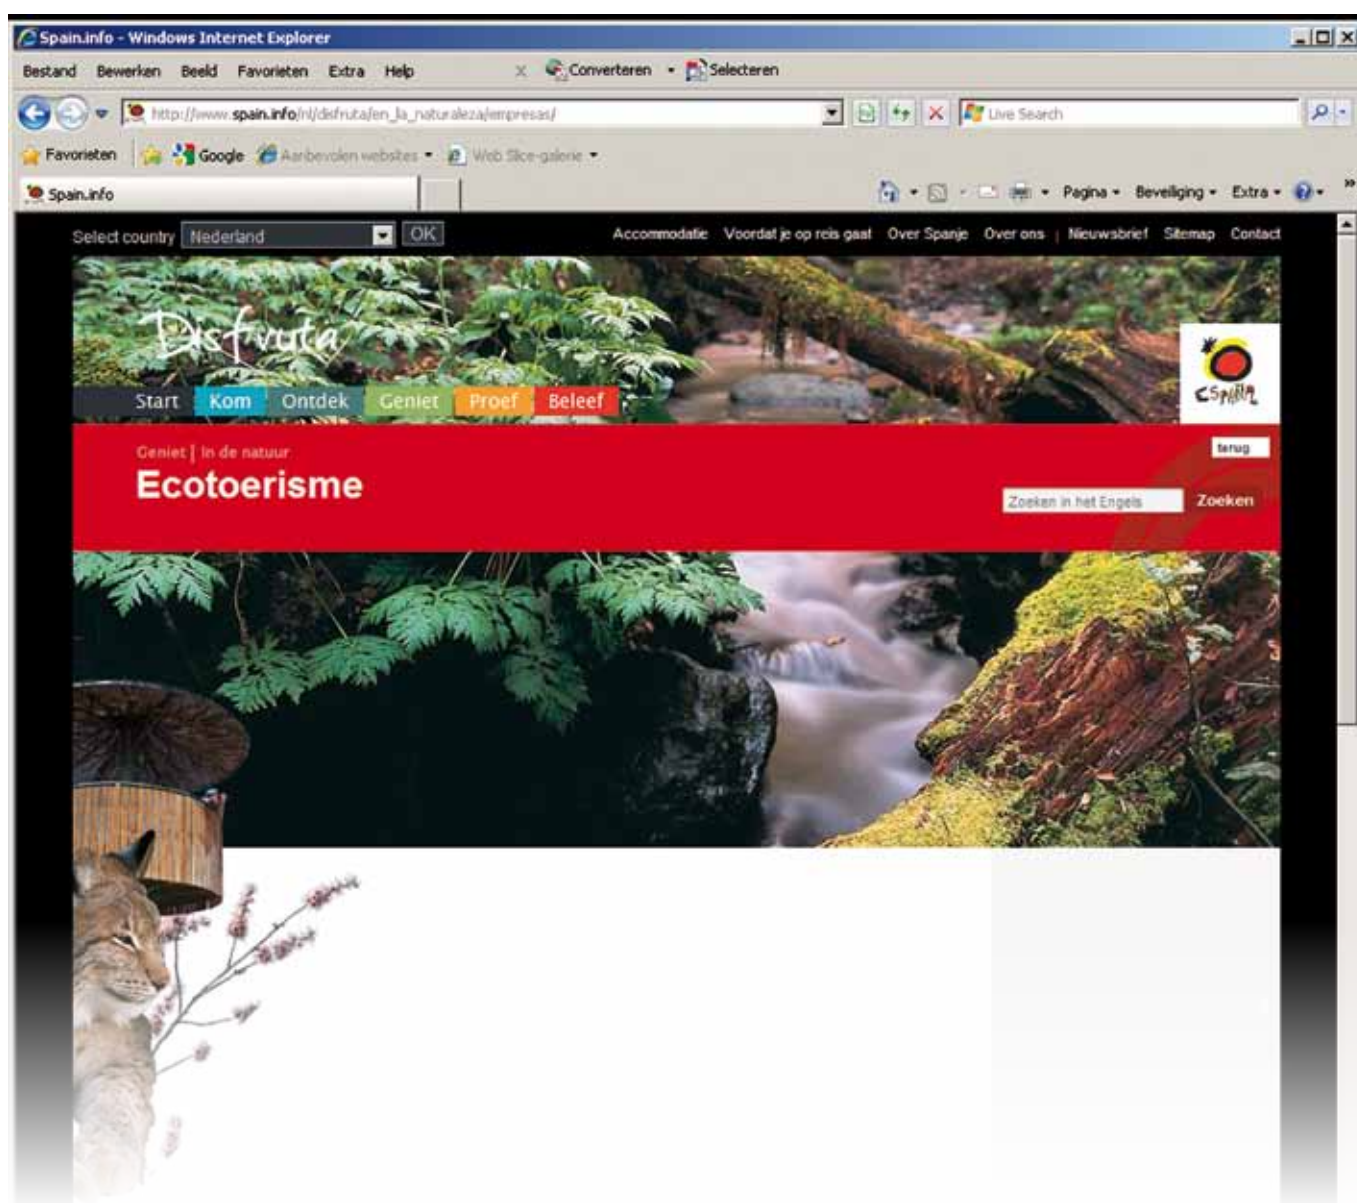 Spain.info - Windows Internet Explorer
Bestand Bewerken Beeld Favorieten Extra Help x Converteren Selecteren
http://www.spain.info/nl/disfruta/en_la_naturaleza/empresas/ Live Search
Favorieten Google Aanbevolen websites Web Slice-galerie
Spain.info Pagina Beveiliging Extra
Select country Nederland OK Accommodatie Voordat je op reis gaat Over Spanje Over ons | Nieuwsbrief Sitemap Contact
Disfruta
España
Start Kom Ontdek Geniet Proef Beleef
Geniet | In de natuur terug
Ecotoerisme
Zoeken in het Engels Zoeken